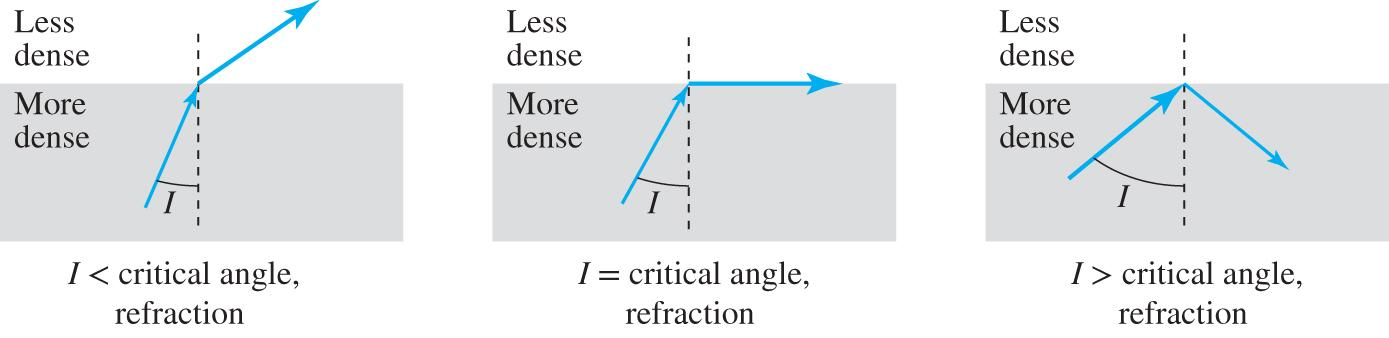 Less
dense
More
dense
I
I < critical angle,
refraction
Less
dense
More
dense
I
I = critical angle,
refraction
Less
dense
More
dense
I
I > critical angle,
refraction